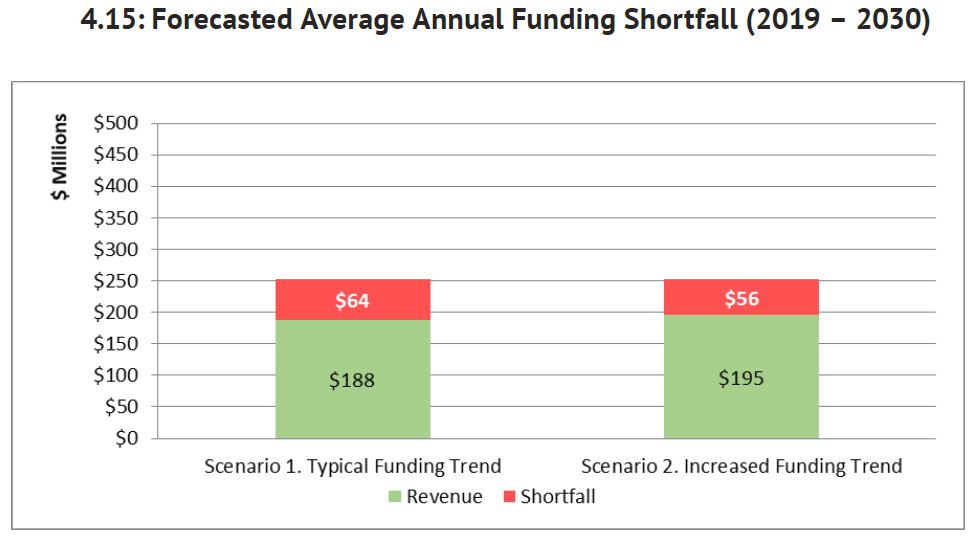 4.15: Forecasted Average Annual Funding Shortfall (2019 – 2030)
$ Millions
$500
$450
$400
$350
$300
$250
$200
$150
$100
$50
$0
$64
$56
$188
$195
Scenario 1. Typical Funding Trend
Scenario 2. Increased Funding Trend
Revenue
Shortfall